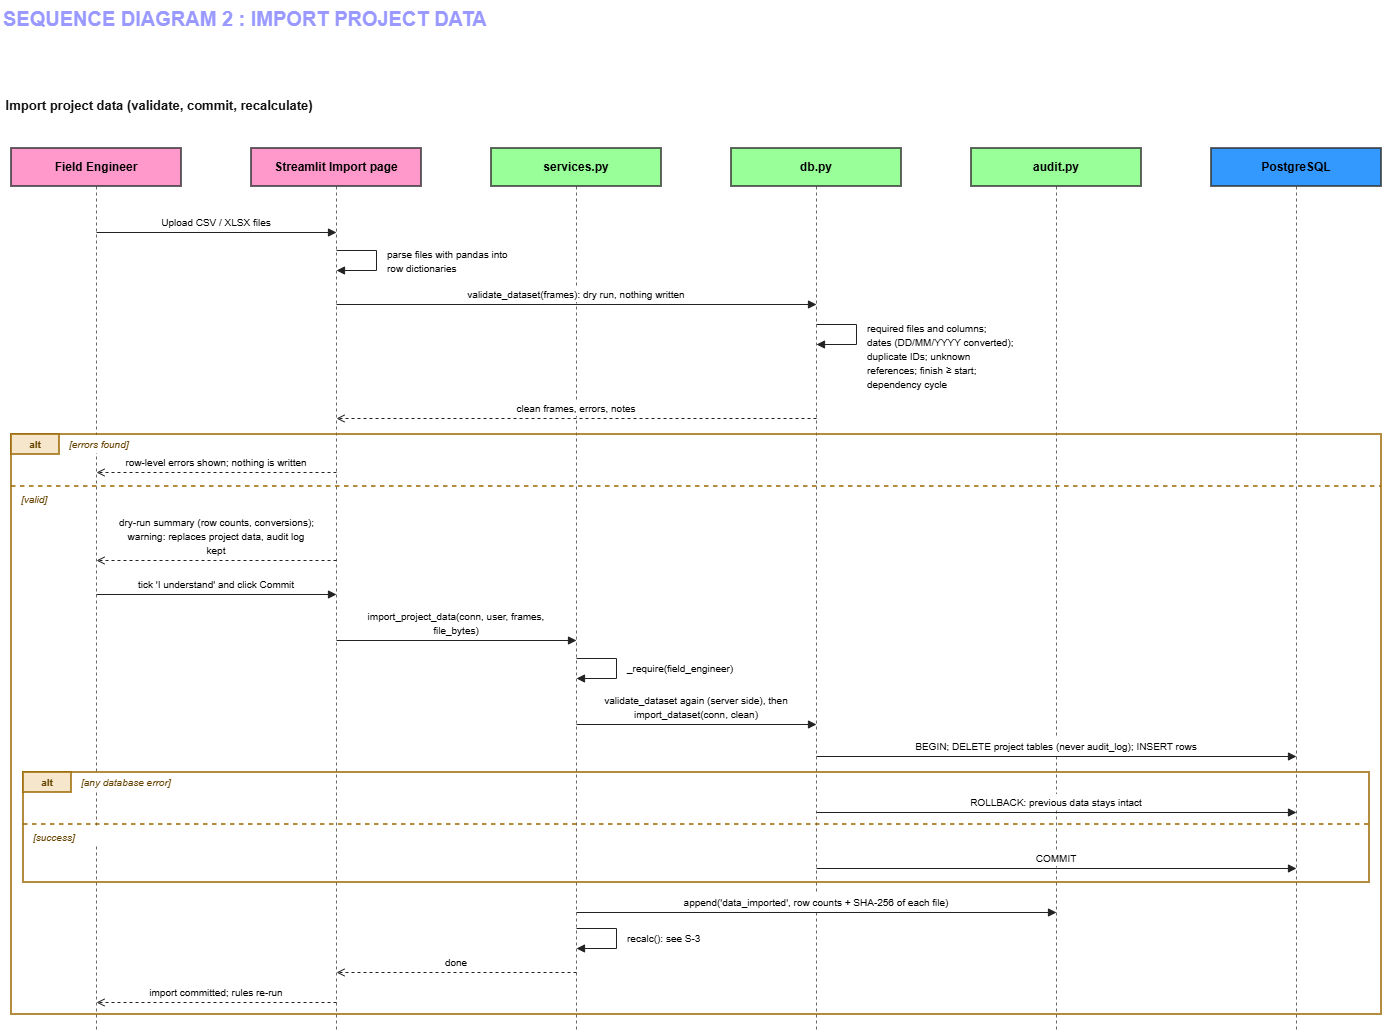 SEQUENCE DIAGRAM 2 : IMPORT PROJECT DATA
Import project data (validate, commit, recalculate)
Field Engineer
Streamlit Import page
services.py
db.py
audit.py
PostgreSQL
Upload CSV / XLSX files
parse files with pandas into
row dictionaries
validate_dataset(frames): dry run, nothing written
required files and columns;
dates (DD/MM/YYYY converted);
duplicate IDs; unknown
references; finish ≥ start;
dependency cycle
clean frames, errors, notes
alt
[errors found]
row-level errors shown; nothing is written
[valid]
dry-run summary (row counts, conversions);
warning: replaces project data, audit log
kept
tick 'I understand' and click Commit
import_project_data(conn, user, frames,
file_bytes)
_require(field_engineer)
validate_dataset again (server side), then
import_dataset(conn, clean)
BEGIN; DELETE project tables (never audit_log); INSERT rows
alt
[any database error]
ROLLBACK: previous data stays intact
[success]
COMMIT
append('data_imported', row counts + SHA-256 of each file)
recalc(): see S-3
done
import committed; rules re-run